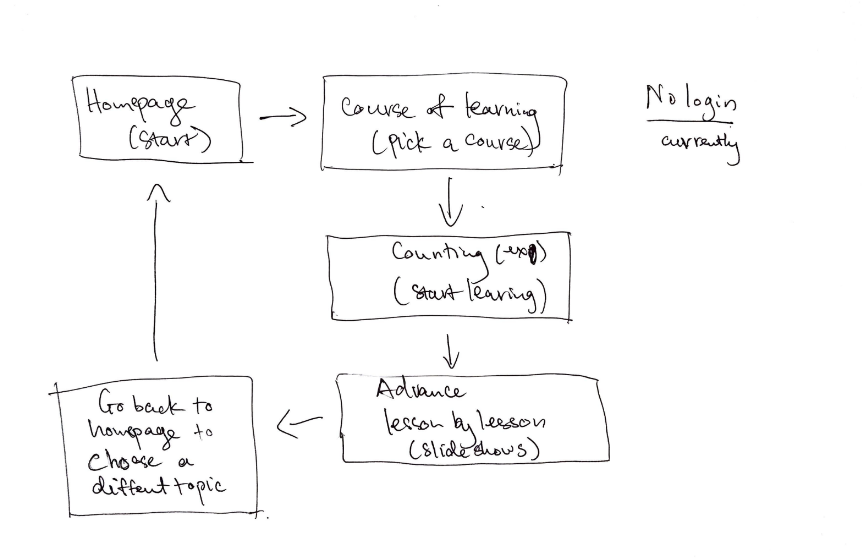 Homepage
(start)
Course of learning
(pick a course)
No login
currently
Counting (exp)
(start learing)
Advance
lesson by lesson
(slide shows)
Go back to
homepage to
choose a
diffent topic